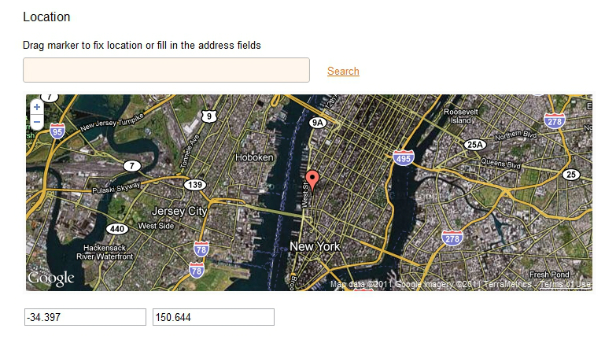 Location
Drag marker to fix location or fill in the address fields
Search
+
−
7
95
New Jersey Turnpike
9
9A
Roosevelt
Island
278
Northern Blvd
25A
495
Queens Blvd
25
Hoboken
7
Pulaski Skyway
139
West St
Jersey City
West Side
440
Hackensack
River Waterfront
78
New York
278
78
Fresh Pond
Google
Map data ©2011 Google Imagery ©2011 TerraMetrics - Terms of Use
-34.397
150.644